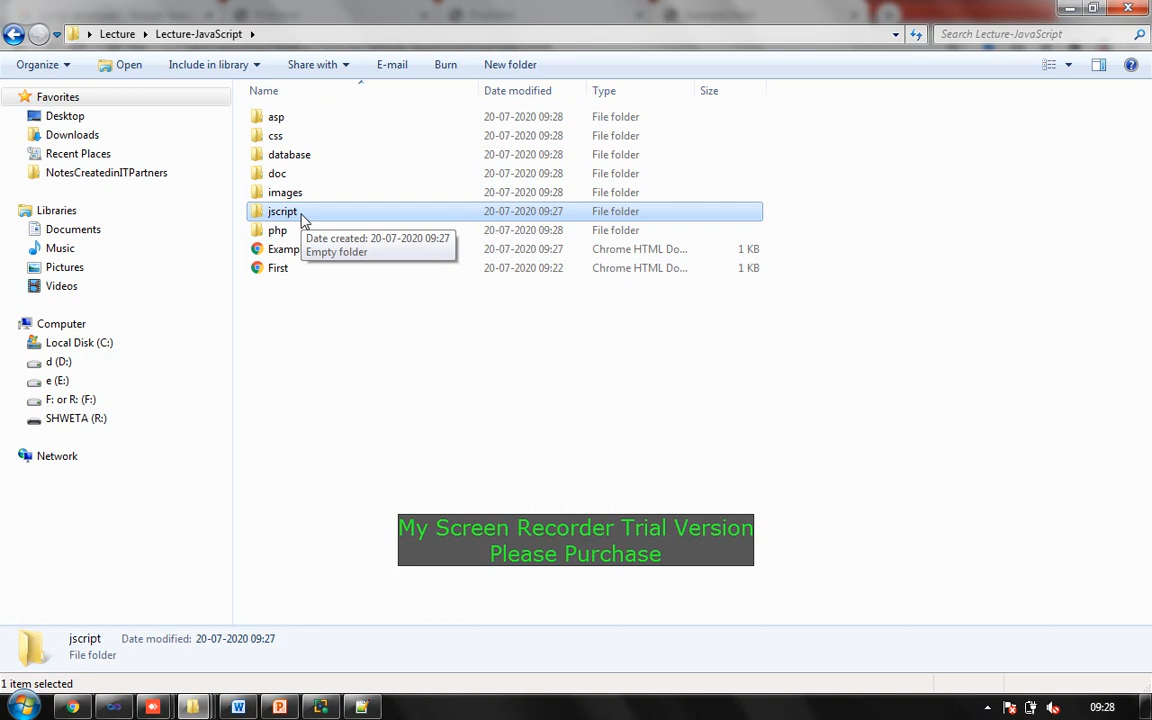 Lecture
Lecture-JavaScript
Search Lecture-JavaScript
Organize
Open
Include in library
Share with
E-mail
Burn
New folder
Name
Date modified
Type
Size
Favorites
Desktop
Downloads
Recent Places
NotesCreatedinITPartners
Libraries
Documents
Music
Pictures
Videos
Computer
Local Disk (C:)
d (D:)
e (E:)
F: or R: (F:)
SHWETA (R:)
Network
asp 20-07-2020 09:28 File folder
css 20-07-2020 09:28 File folder
database 20-07-2020 09:28 File folder
doc 20-07-2020 09:28 File folder
images 20-07-2020 09:28 File folder
jscript 20-07-2020 09:27 File folder
php 20-07-2020 09:28 File folder
Examp 20-07-2020 09:27 Chrome HTML Do... 1 KB
First 20-07-2020 09:22 Chrome HTML Do... 1 KB
Date created: 20-07-2020 09:27
Empty folder
My Screen Recorder Trial Version
Please Purchase
jscript Date modified: 20-07-2020 09:27
File folder
1 item selected
09:28